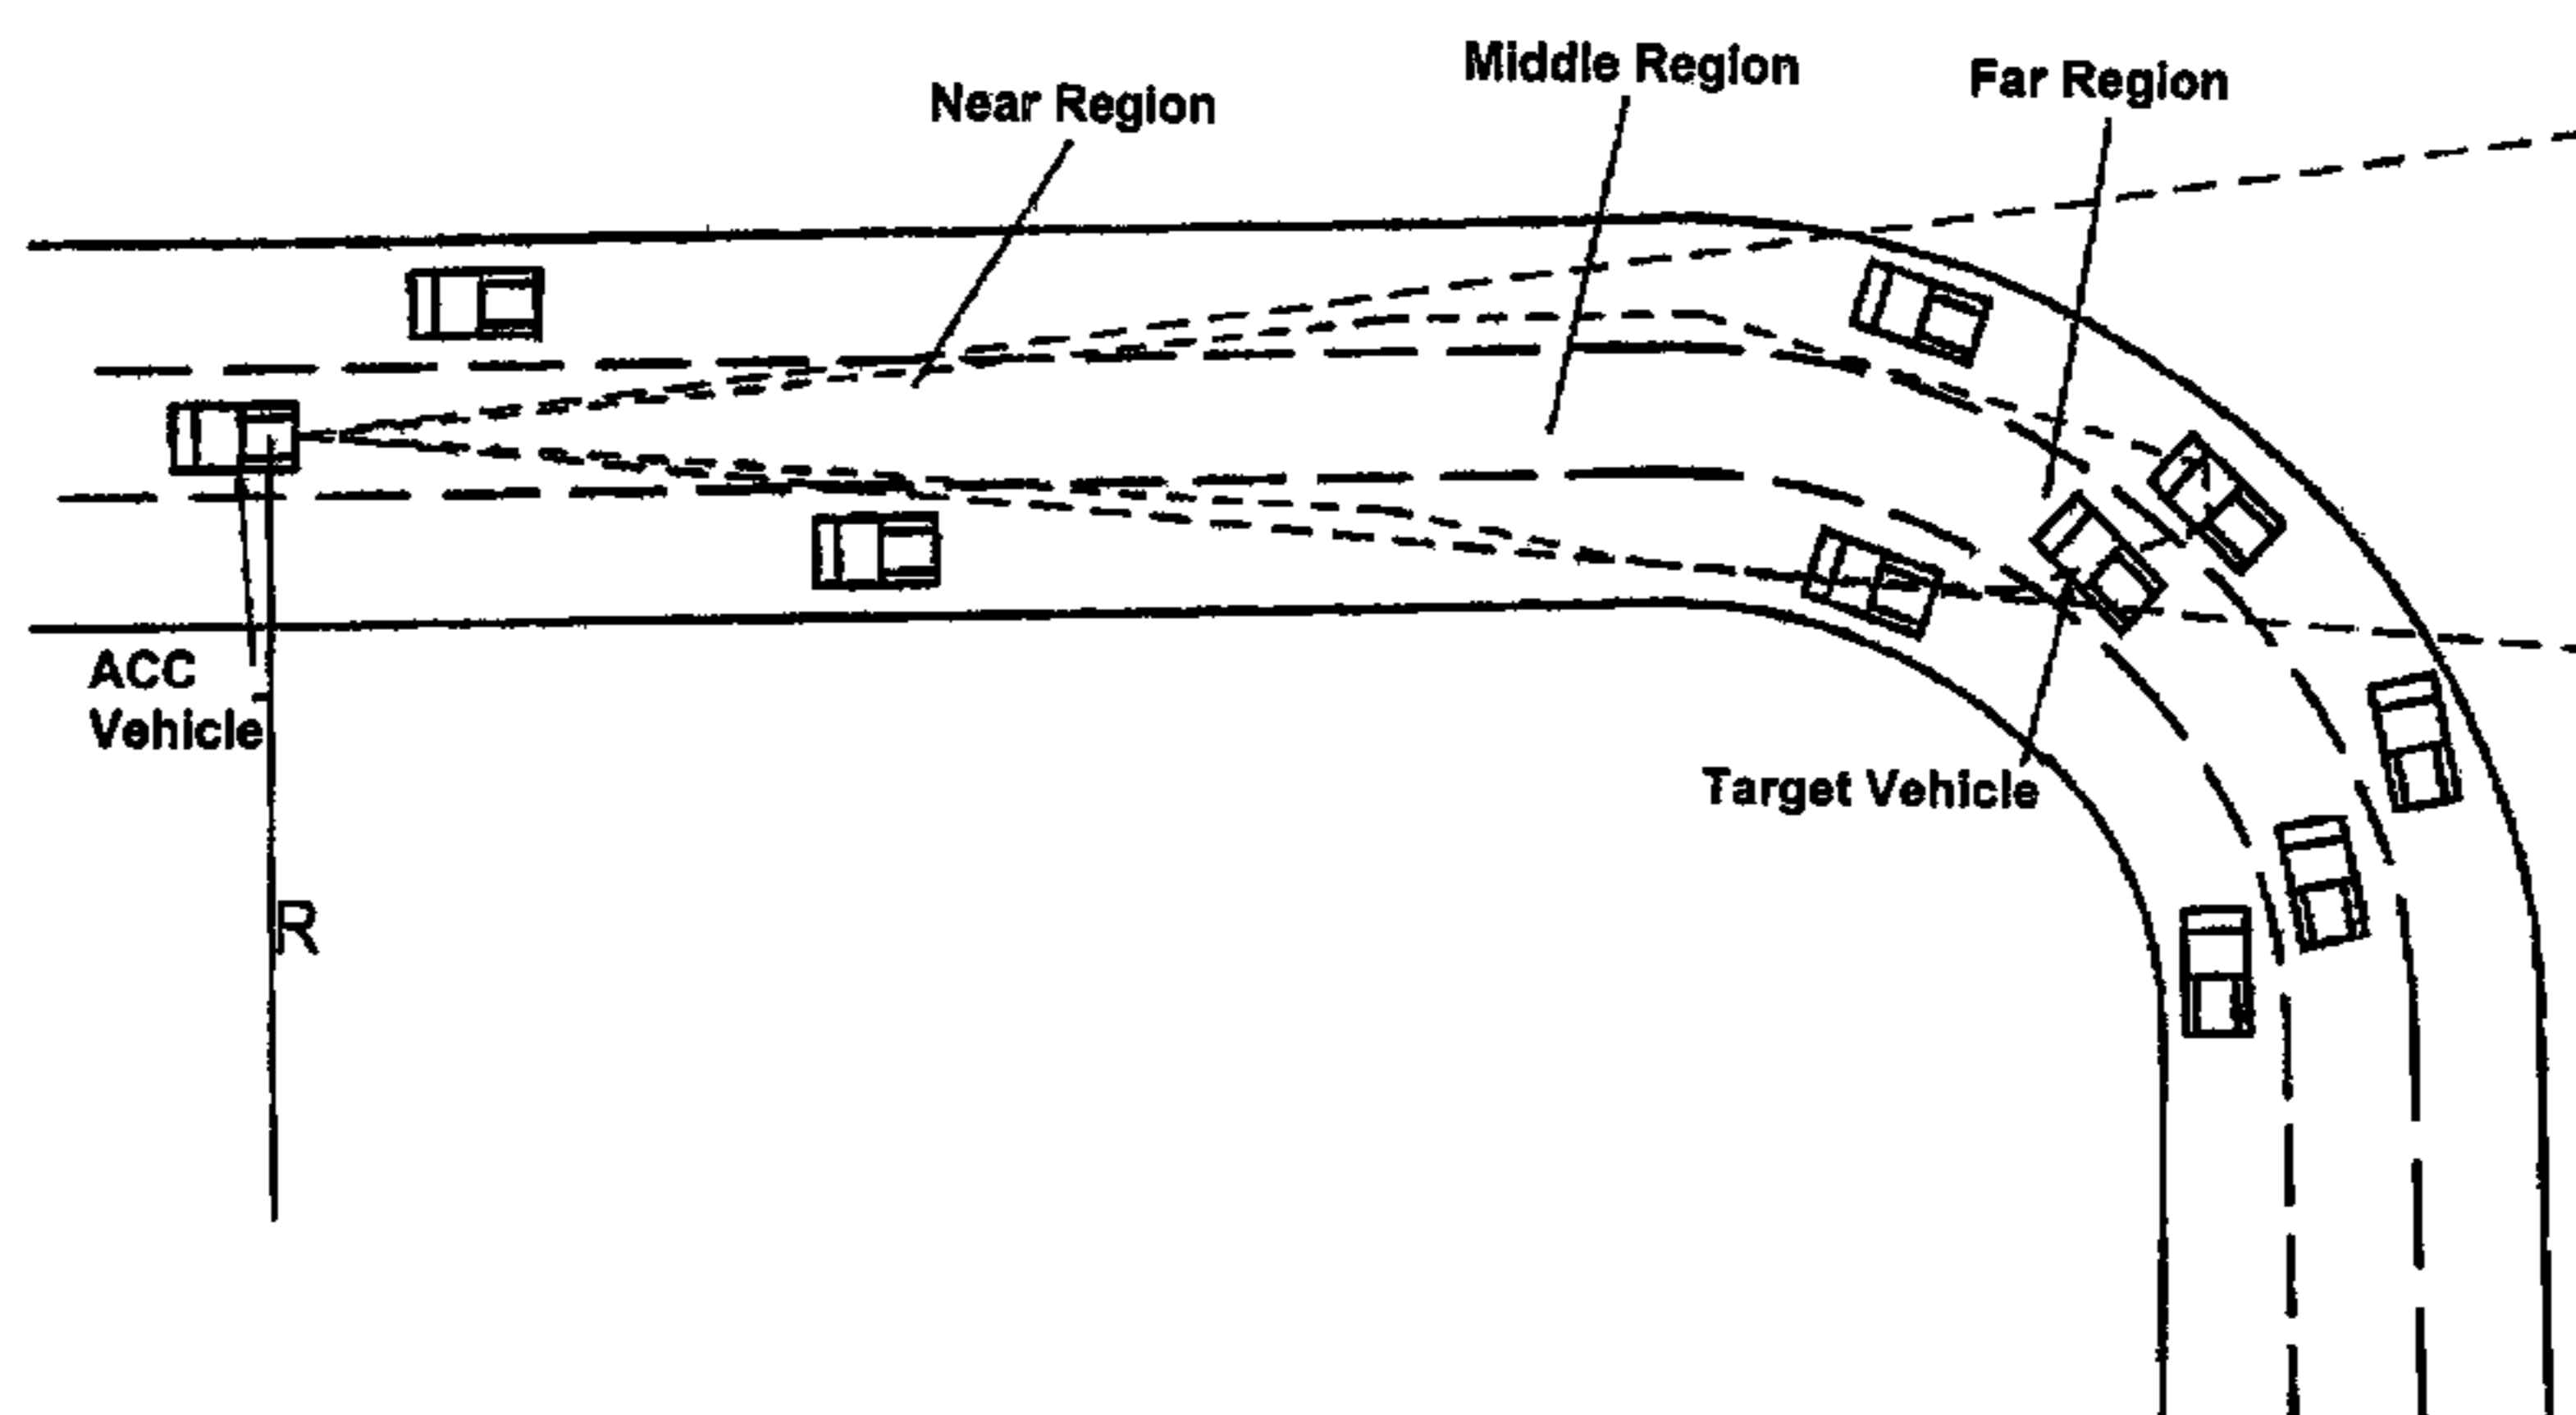 Middle Region
Far Region
Near Region
ACC
Vehicle
Target Vehicle
R